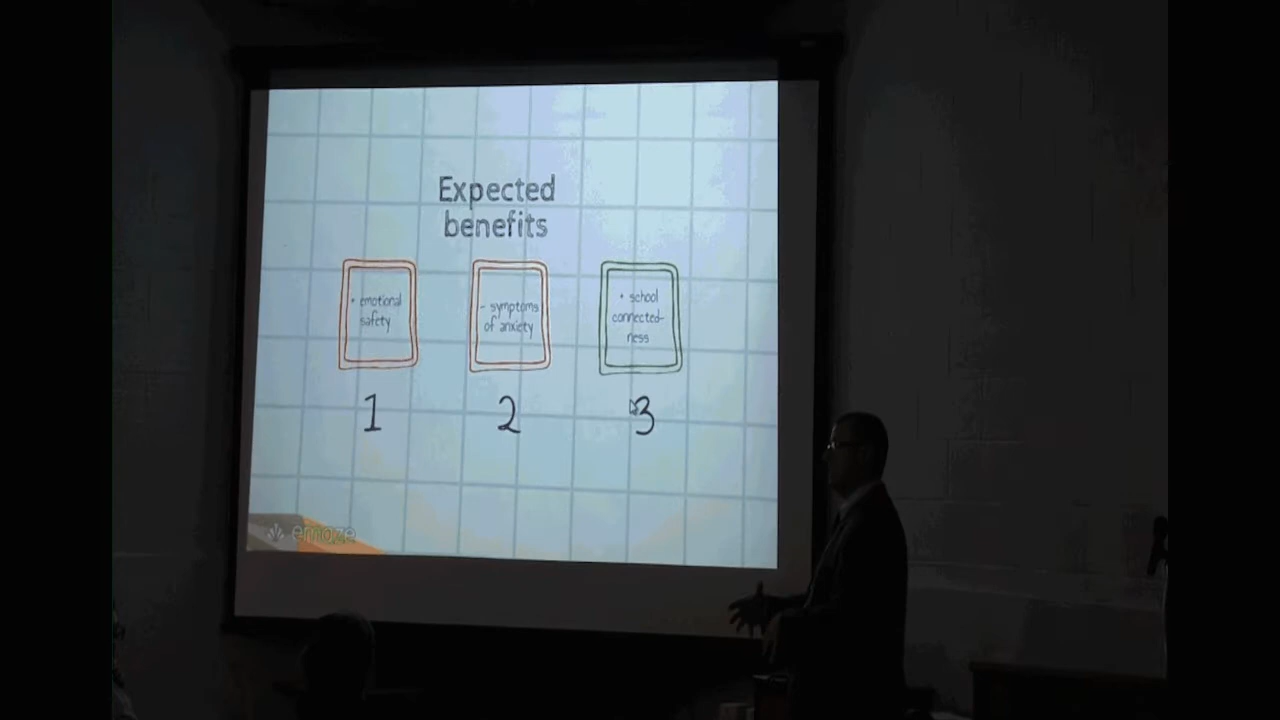 Expected
benefits
+ emotional
safety
- symptoms
of anxiety
+ school
connected-
ness
1
2
3
emaze